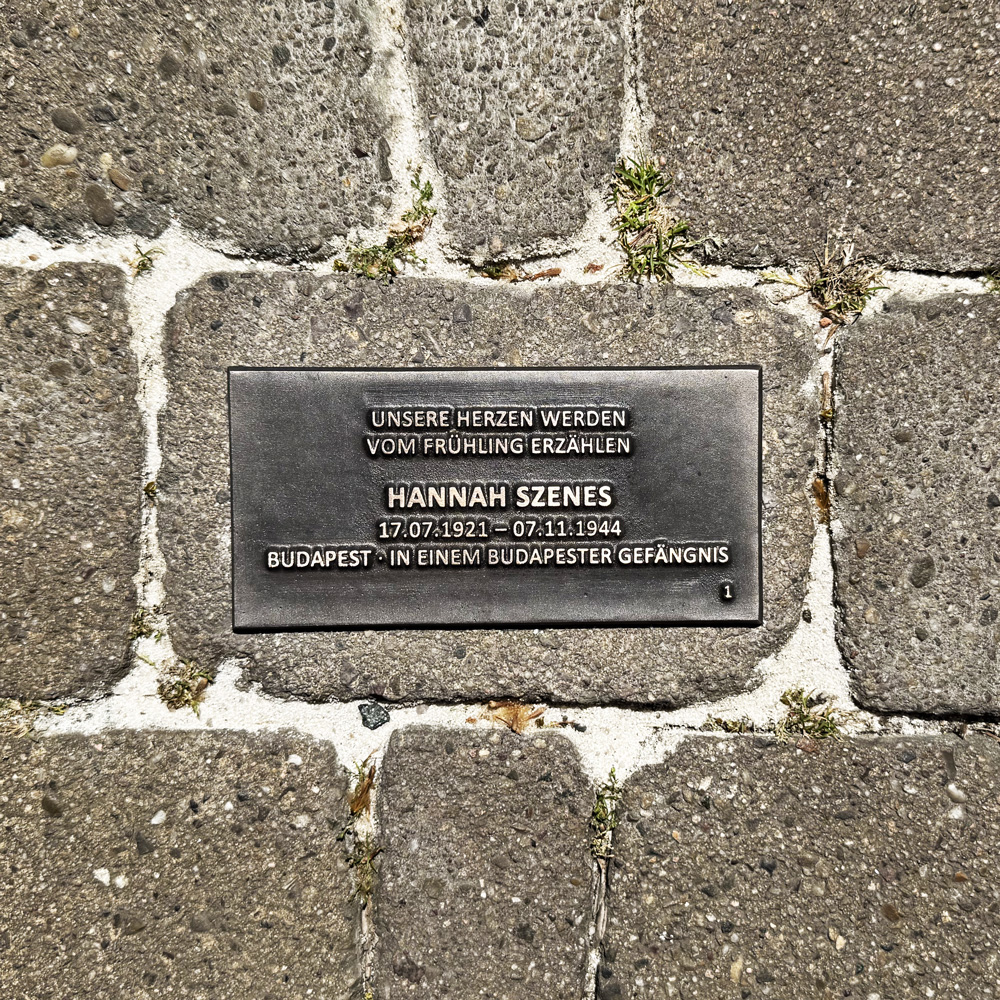 UNSERE HERZEN WERDEN
VOM FRÜHLING ERZÄHLEN
HANNAH SZENES
17.07.1921 – 07.11.1944
BUDAPEST · IN EINEM BUDAPESTER GEFÄNGNIS
1